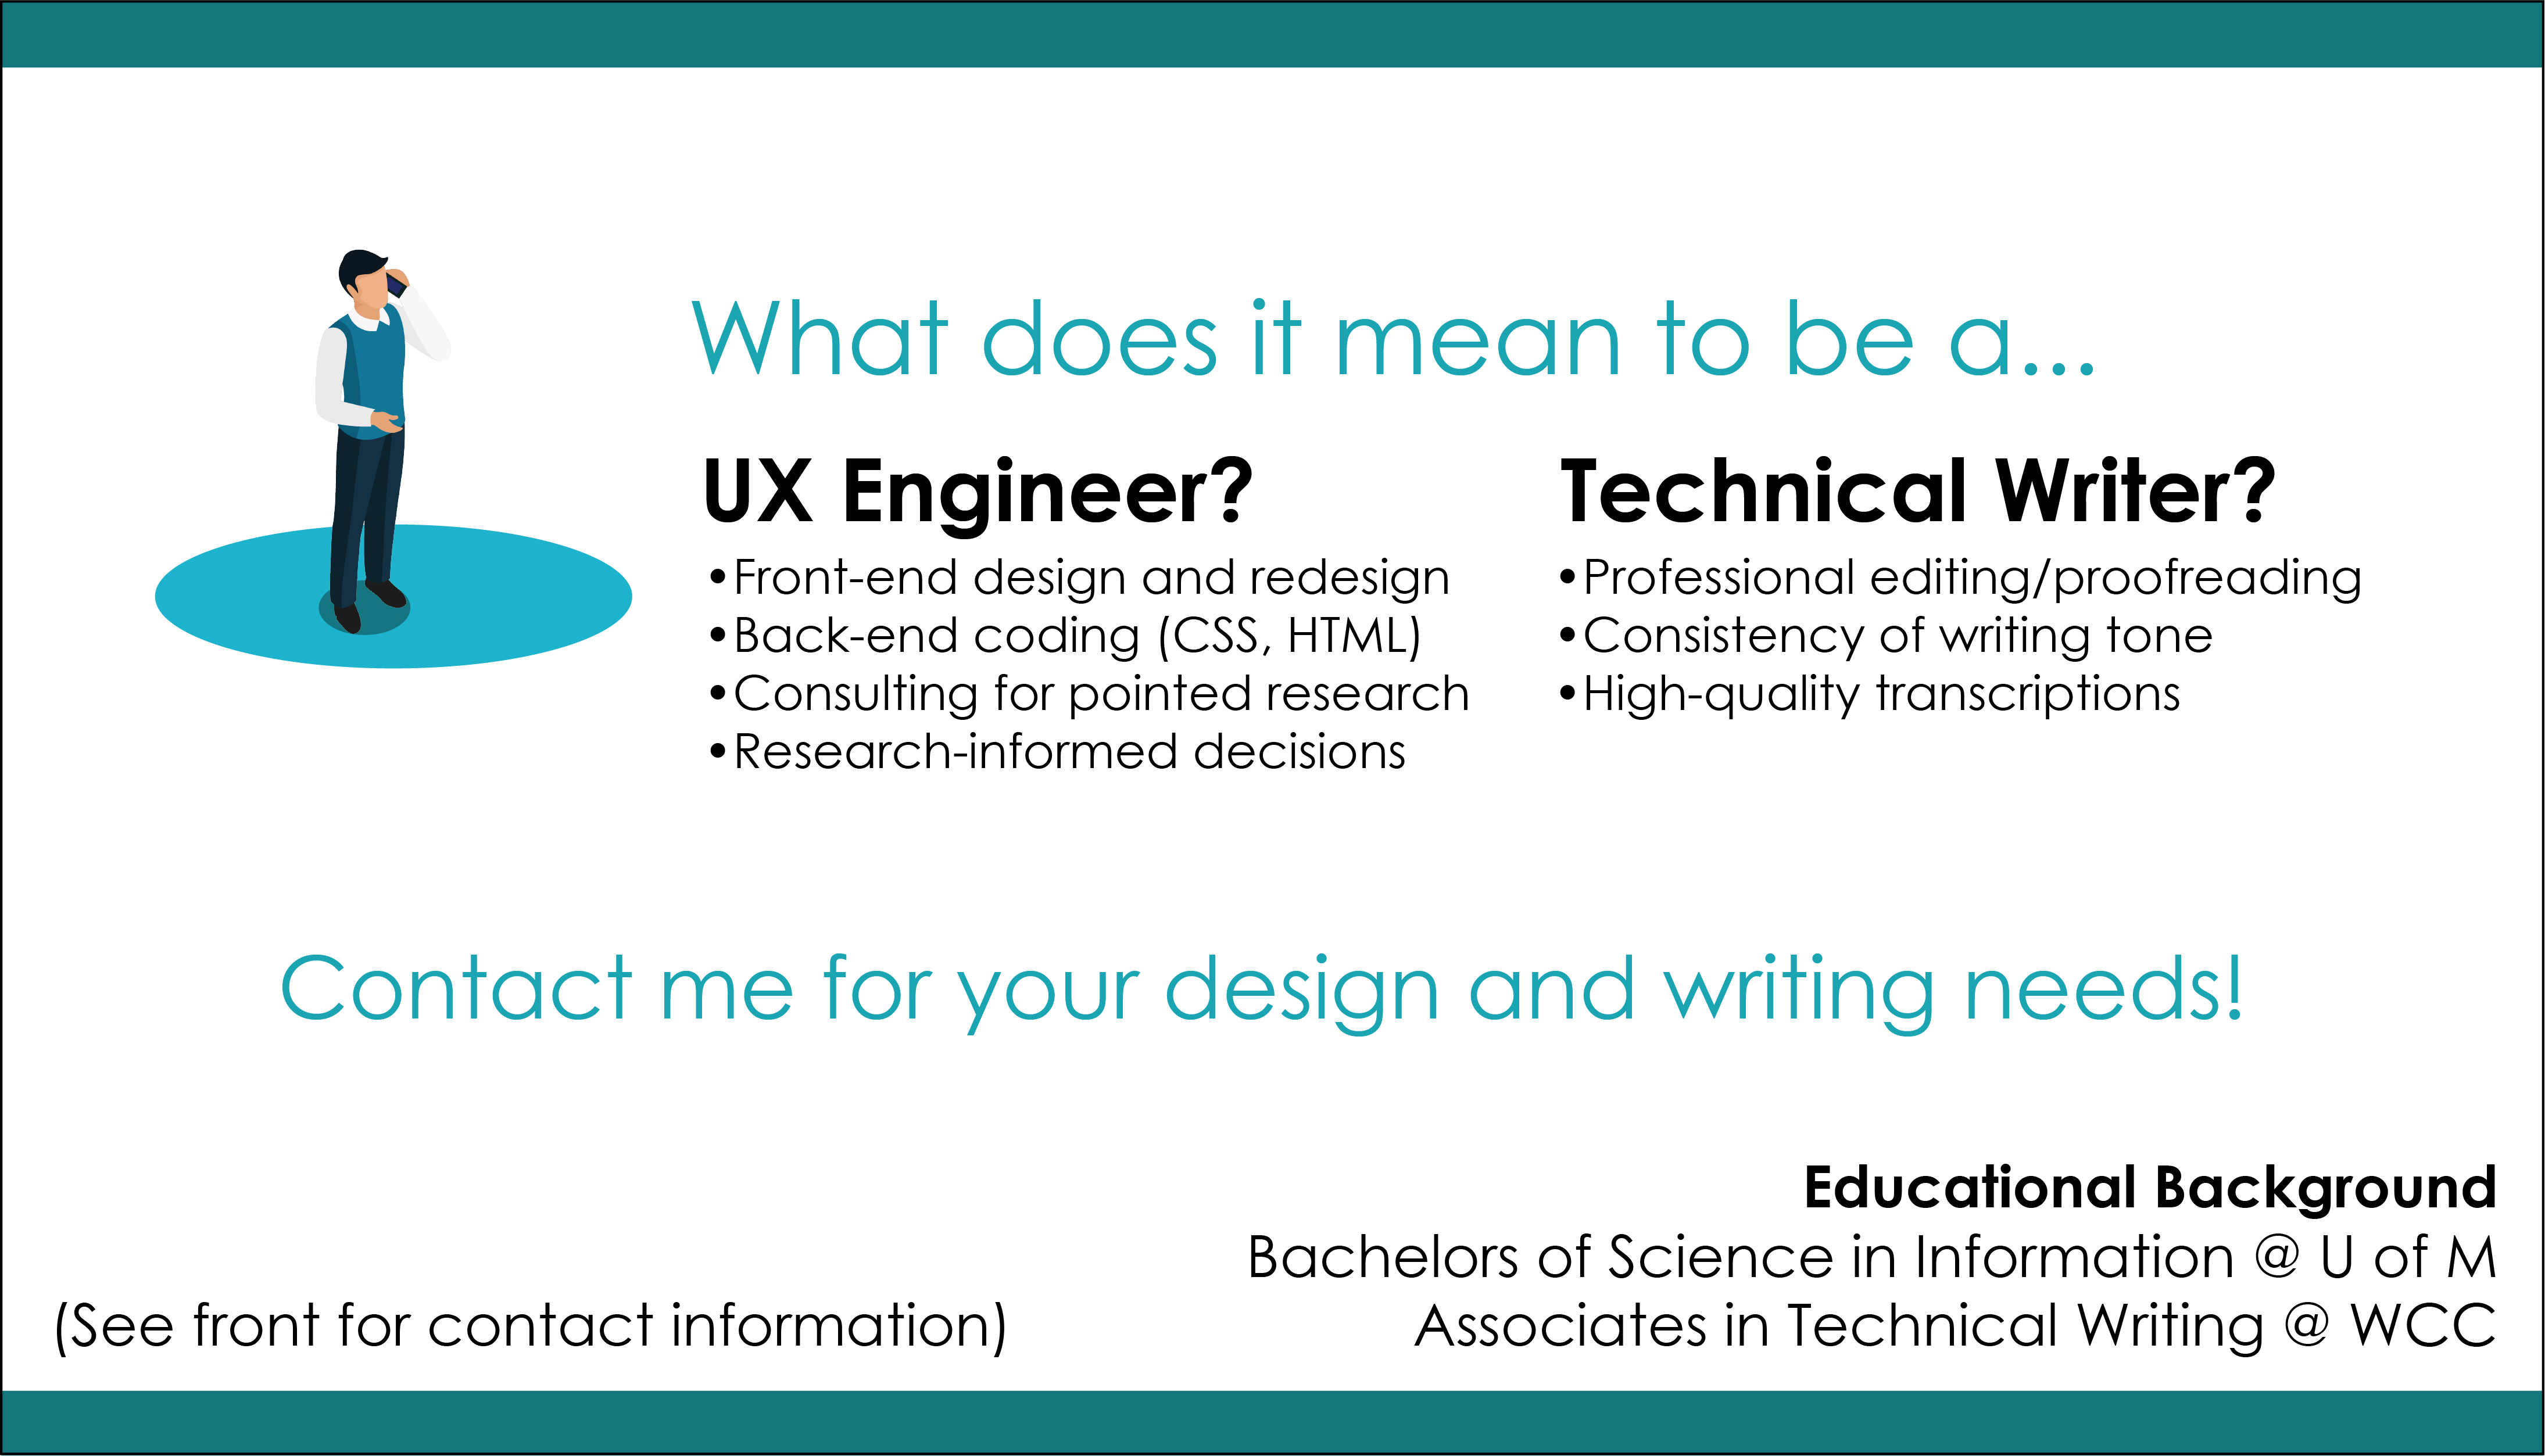 What does it mean to be a...
UX Engineer?
•Front-end design and redesign
•Back-end coding (CSS, HTML)
•Consulting for pointed research
•Research-informed decisions
Technical Writer?
•Professional editing/proofreading
•Consistency of writing tone
•High-quality transcriptions
Contact me for your design and writing needs!
(See front for contact information)
Educational Background
Bachelors of Science in Information @ U of M
Associates in Technical Writing @ WCC